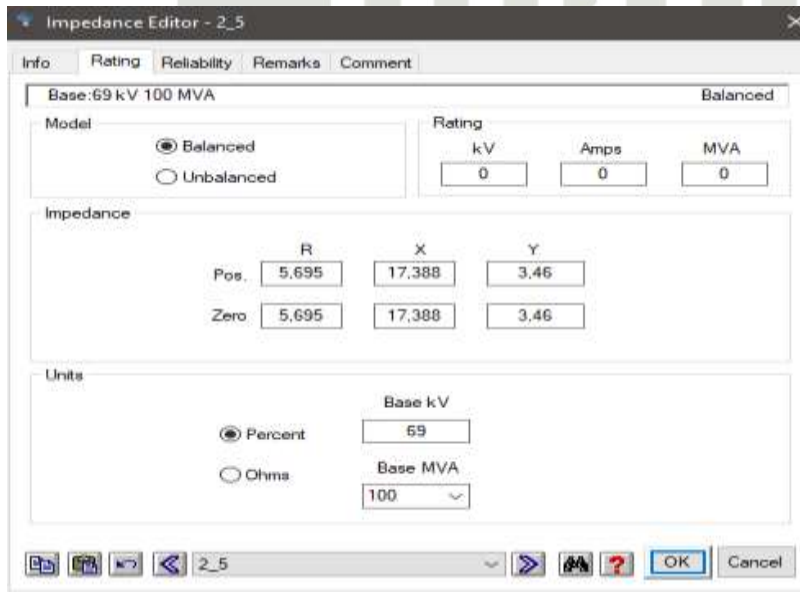 Impedance Editor - 2_5
Info Rating Reliability Remarks Comment
Base:69 kV 100 MVA Balanced
Model
Balanced
Unbalanced
Rating
kV Amps MVA
0 0 0
Impedance
R X Y
Pos. 5,695 17,388 3,46
Zero 5,695 17,388 3,46
Units
Percent
Ohms
Base kV
69
Base MVA
100
2_5 ? OK Cancel